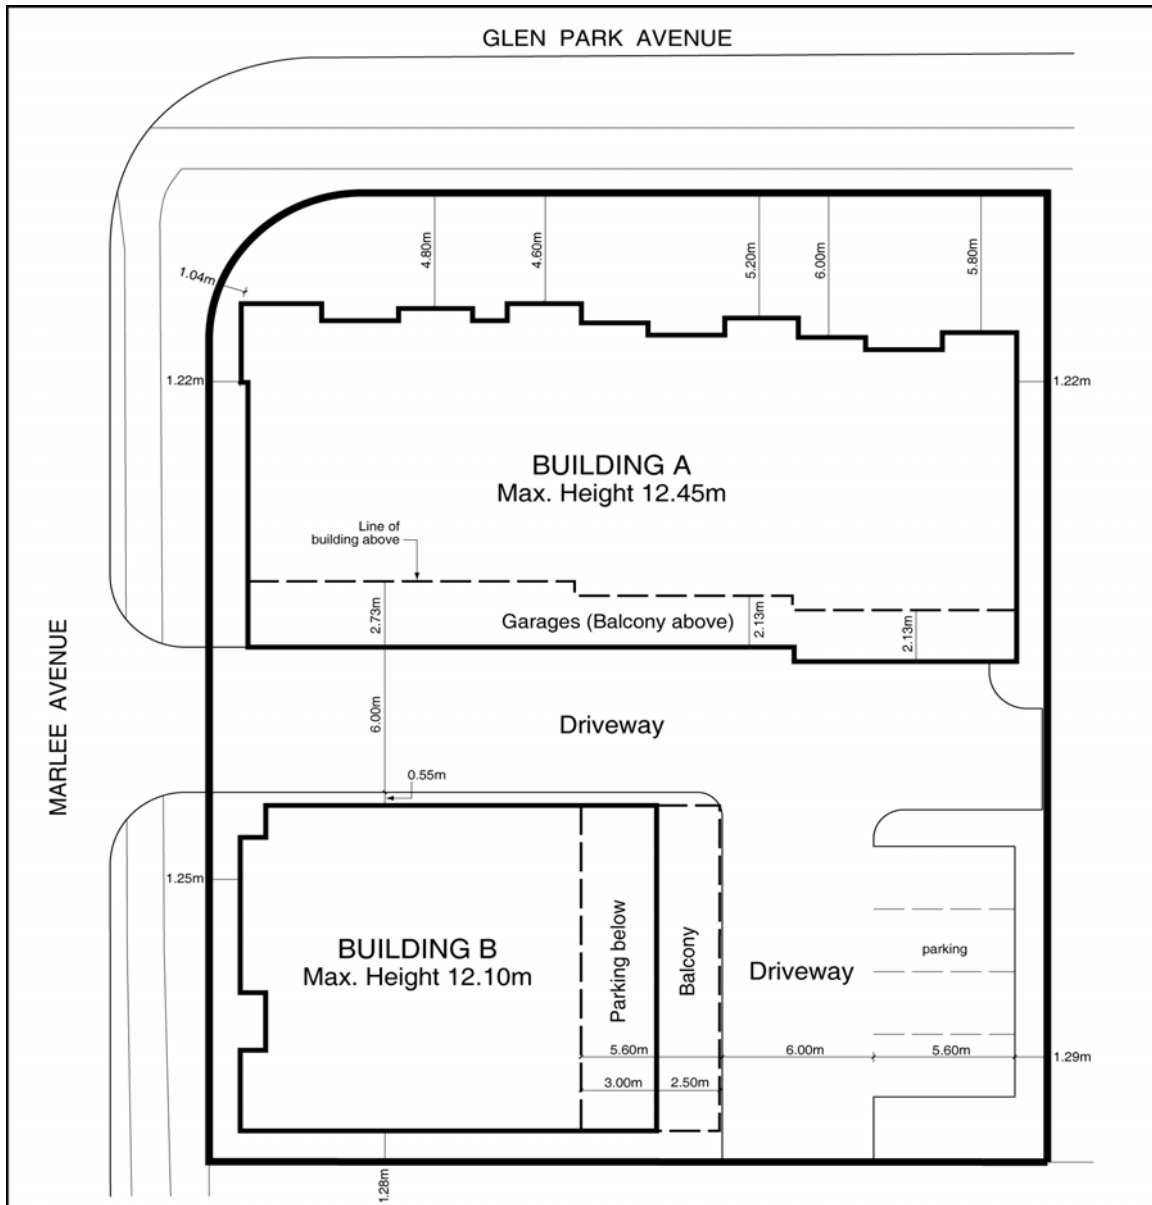 GLEN PARK AVENUE
4.80m
4.60m
5.20m
6.00m
5.80m
1.04m
1.22m
1.22m
BUILDING A
Max. Height 12.45m
Line of
building above
2.73m
Garages (Balcony above)
2.13m
2.13m
MARLEE AVENUE
6.00m
Driveway
0.55m
1.25m
BUILDING B
Max. Height 12.10m
Parking below
Balcony
Driveway
parking
5.60m
6.00m
5.60m
1.29m
3.00m
2.50m
1.28m